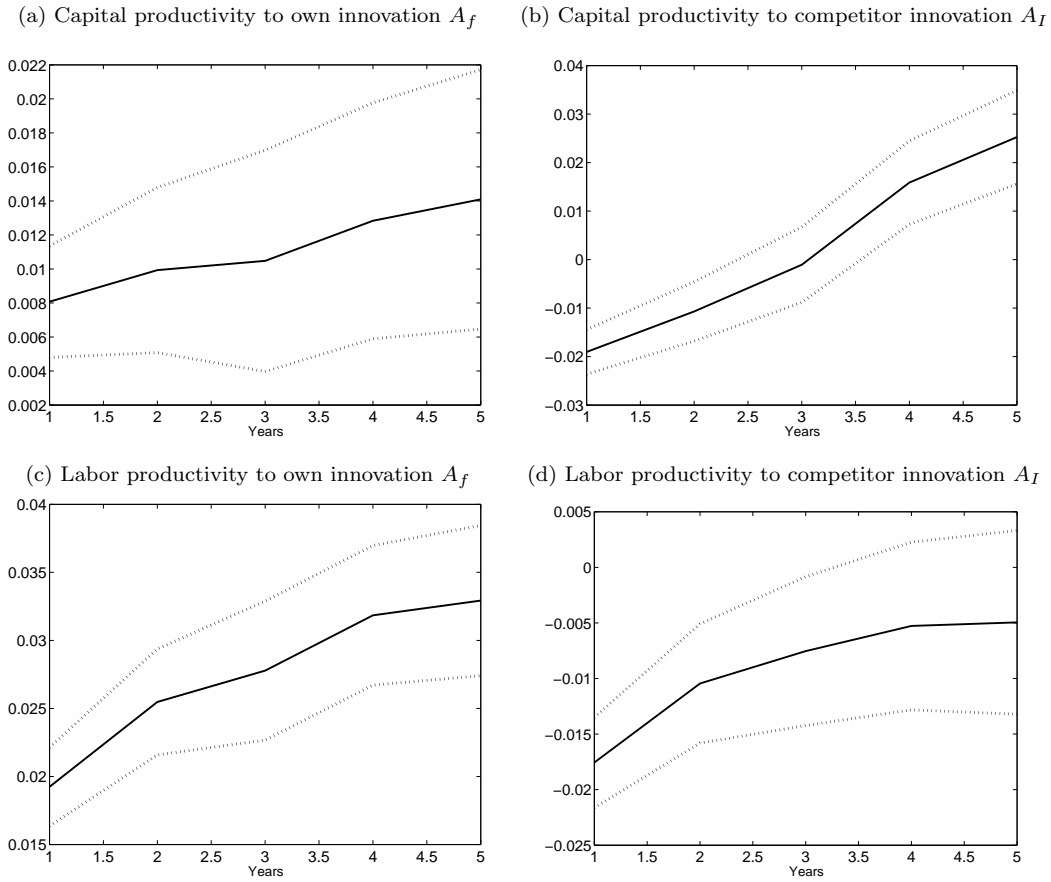 (a) Capital productivity to own innovation A_f
0.022
0.02
0.018
0.016
0.014
0.012
0.01
0.008
0.006
0.004
0.002
1 1.5 2 2.5 3 3.5 4 4.5 5
Years
(b) Capital productivity to competitor innovation A_I
0.04
0.03
0.02
0.01
0
−0.01
−0.02
−0.03
1 1.5 2 2.5 3 3.5 4 4.5 5
Years
(c) Labor productivity to own innovation A_f
0.04
0.035
0.03
0.025
0.02
0.015
1 1.5 2 2.5 3 3.5 4 4.5 5
Years
(d) Labor productivity to competitor innovation A_I
0.005
0
−0.005
−0.01
−0.015
−0.02
−0.025
1 1.5 2 2.5 3 3.5 4 4.5 5
Years